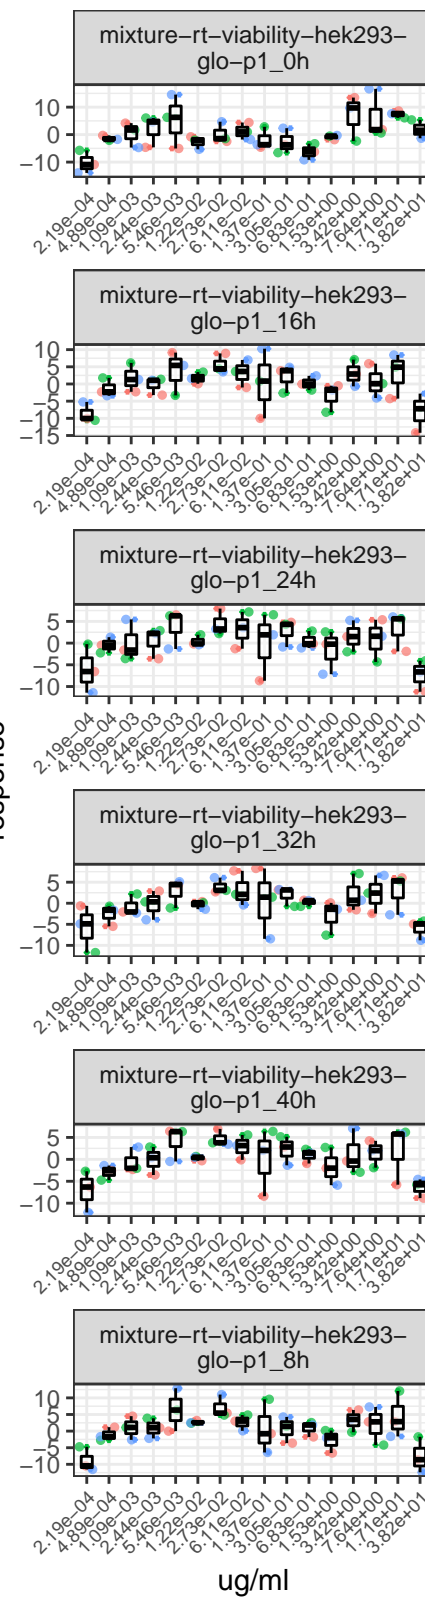 mixture−rt−viability−hek293−
glo−p1_0h
10
0
−10
2.19e−04
4.89e−04
1.09e−03
2.44e−03
5.46e−03
1.22e−02
2.73e−02
6.11e−02
1.37e−01
3.05e−01
6.83e−01
1.53e+00
3.42e+00
7.64e+00
1.71e+01
3.82e+01
mixture−rt−viability−hek293−
glo−p1_16h
10
5
0
−5
−10
−15
2.19e−04
4.89e−04
1.09e−03
2.44e−03
5.46e−03
1.22e−02
2.73e−02
6.11e−02
1.37e−01
3.05e−01
6.83e−01
1.53e+00
3.42e+00
7.64e+00
1.71e+01
3.82e+01
mixture−rt−viability−hek293−
glo−p1_24h
5
0
−5
−10
2.19e−04
4.89e−04
1.09e−03
2.44e−03
5.46e−03
1.22e−02
2.73e−02
6.11e−02
1.37e−01
3.05e−01
6.83e−01
1.53e+00
3.42e+00
7.64e+00
1.71e+01
3.82e+01
mixture−rt−viability−hek293−
glo−p1_32h
5
0
−5
−10
2.19e−04
4.89e−04
1.09e−03
2.44e−03
5.46e−03
1.22e−02
2.73e−02
6.11e−02
1.37e−01
3.05e−01
6.83e−01
1.53e+00
3.42e+00
7.64e+00
1.71e+01
3.82e+01
mixture−rt−viability−hek293−
glo−p1_40h
5
0
−5
−10
2.19e−04
4.89e−04
1.09e−03
2.44e−03
5.46e−03
1.22e−02
2.73e−02
6.11e−02
1.37e−01
3.05e−01
6.83e−01
1.53e+00
3.42e+00
7.64e+00
1.71e+01
3.82e+01
mixture−rt−viability−hek293−
glo−p1_8h
10
5
0
−5
−10
2.19e−04
4.89e−04
1.09e−03
2.44e−03
5.46e−03
1.22e−02
2.73e−02
6.11e−02
1.37e−01
3.05e−01
6.83e−01
1.53e+00
3.42e+00
7.64e+00
1.71e+01
3.82e+01
ug/ml